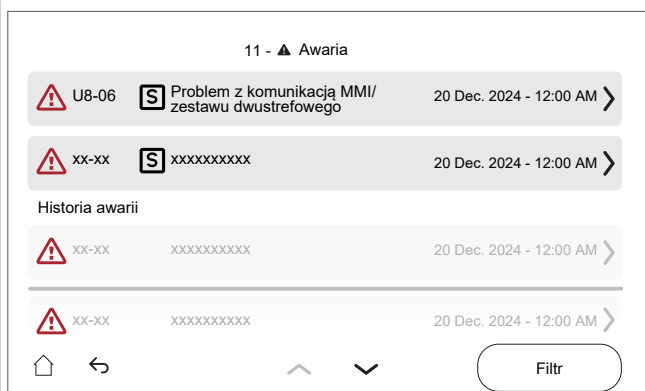 11 - Awaria
U8-06 S Problem z komunikacją MMI/
zestawu dwustrefowego 20 Dec. 2024 - 12:00 AM
xx-xx S xxxxxxxxxx 20 Dec. 2024 - 12:00 AM
Historia awarii
xx-xx xxxxxxxxxx 20 Dec. 2024 - 12:00 AM
xx-xx xxxxxxxxxx 20 Dec. 2024 - 12:00 AM
Filtr